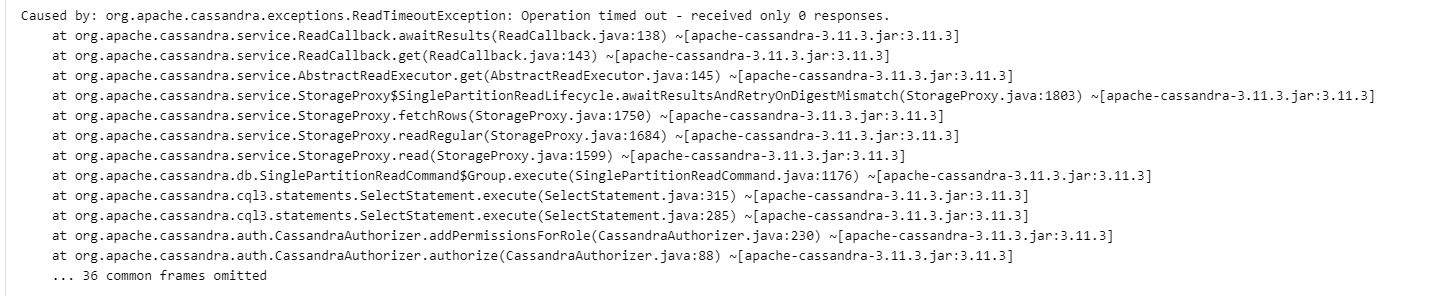 Caused by: org.apache.cassandra.exceptions.ReadTimeoutException: Operation timed out - received only 0 responses.
at org.apache.cassandra.service.ReadCallback.awaitResults(ReadCallback.java:138) ~[apache-cassandra-3.11.3.jar:3.11.3]
at org.apache.cassandra.service.ReadCallback.get(ReadCallback.java:143) ~[apache-cassandra-3.11.3.jar:3.11.3]
at org.apache.cassandra.service.AbstractReadExecutor.get(AbstractReadExecutor.java:145) ~[apache-cassandra-3.11.3.jar:3.11.3]
at org.apache.cassandra.service.StorageProxy$SinglePartitionReadLifecycle.awaitResultsAndRetryOnDigestMismatch(StorageProxy.java:1803) ~[apache-cassandra-3.11.3.jar:3.11.3]
at org.apache.cassandra.service.StorageProxy.fetchRows(StorageProxy.java:1750) ~[apache-cassandra-3.11.3.jar:3.11.3]
at org.apache.cassandra.service.StorageProxy.readRegular(StorageProxy.java:1684) ~[apache-cassandra-3.11.3.jar:3.11.3]
at org.apache.cassandra.service.StorageProxy.read(StorageProxy.java:1599) ~[apache-cassandra-3.11.3.jar:3.11.3]
at org.apache.cassandra.db.SinglePartitionReadCommand$Group.execute(SinglePartitionReadCommand.java:1176) ~[apache-cassandra-3.11.3.jar:3.11.3]
at org.apache.cassandra.cql3.statements.SelectStatement.execute(SelectStatement.java:315) ~[apache-cassandra-3.11.3.jar:3.11.3]
at org.apache.cassandra.cql3.statements.SelectStatement.execute(SelectStatement.java:285) ~[apache-cassandra-3.11.3.jar:3.11.3]
at org.apache.cassandra.auth.CassandraAuthorizer.addPermissionsForRole(CassandraAuthorizer.java:230) ~[apache-cassandra-3.11.3.jar:3.11.3]
at org.apache.cassandra.auth.CassandraAuthorizer.authorize(CassandraAuthorizer.java:88) ~[apache-cassandra-3.11.3.jar:3.11.3]
... 36 common frames omitted